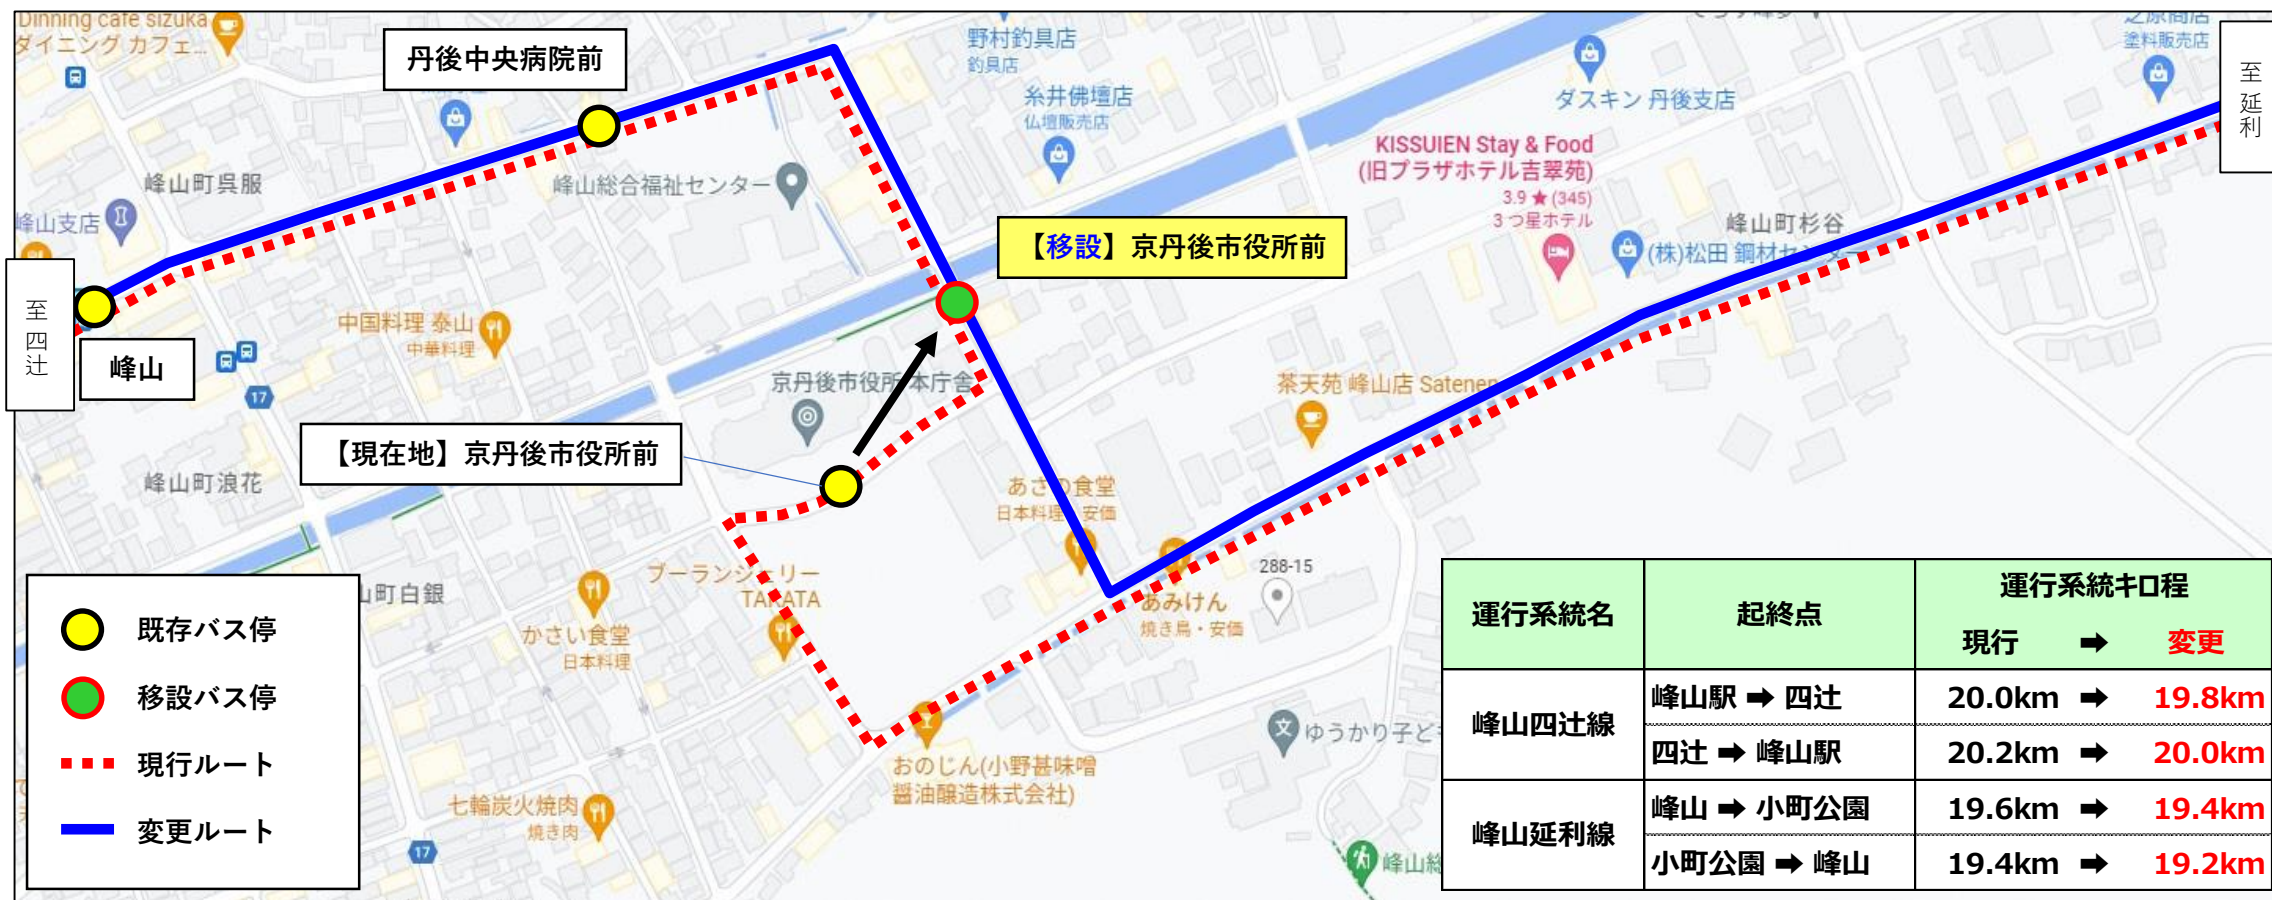 Dinning cafe sizuka
ダイニング カフェ...
丹後中央病院前
野村釣具店
釣具店
糸井佛壇店
仏壇販売店
ダスキン 丹後支店
塗料販売店
至延利
KISSUIEN Stay & Food
(旧プラザホテル吉翠苑)
3.9 ★ (345)
3 つ星ホテル
峰山町呉服
峰山総合福祉センター
峰山支店
峰山町杉谷
(株)松田 鋼材センター
【移設】京丹後市役所前
至四辻
峰山
中国料理 泰山
中華料理
17
京丹後市役所 本庁舎
茶天苑 峰山店 Satenen
【現在地】京丹後市役所前
峰山町浪花
あさの食堂
日本料理・安価
288-15
ブーランジェリー
TAKATA
あみけん
焼き鳥・安価
山町白銀
かさい食堂
日本料理
おのじん(小野甚味噌
醤油醸造株式会社)
ゆうかり子ども
七輪炭火焼肉
焼き肉
17
峰山総
既存バス停
移設バス停
現行ルート
変更ルート
運行系統名 起終点 運行系統キロ程
現行 ➡ 変更
峰山四辻線
峰山駅 ➡ 四辻 20.0km ➡ 19.8km
四辻 ➡ 峰山駅 20.2km ➡ 20.0km
峰山延利線
峰山 ➡ 小町公園 19.6km ➡ 19.4km
小町公園 ➡ 峰山 19.4km ➡ 19.2km